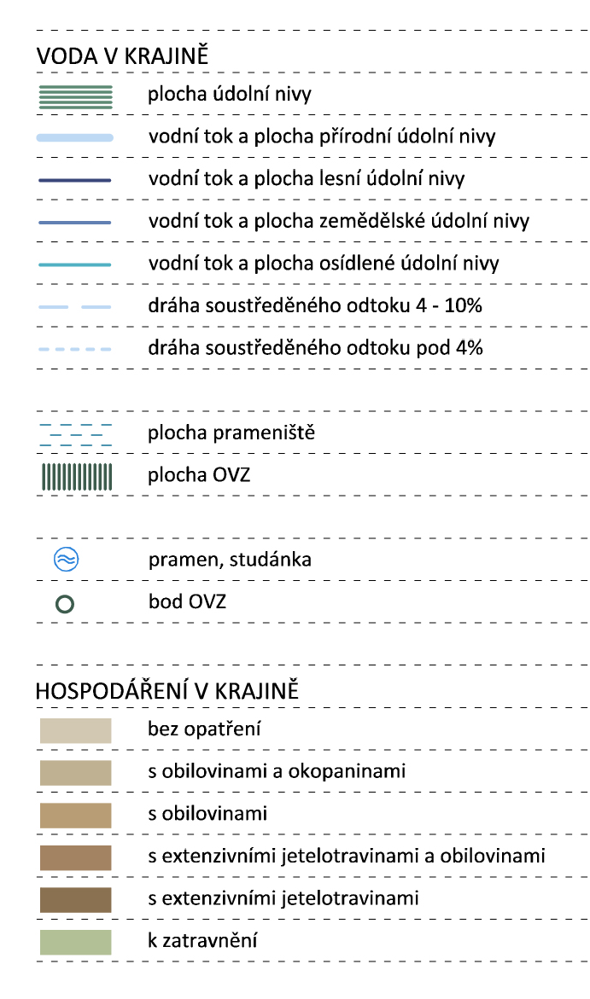 VODA V KRAJINĚ
plocha údolní nivy
vodní tok a plocha přírodní údolní nivy
vodní tok a plocha lesní údolní nivy
vodní tok a plocha zemědělské údolní nivy
vodní tok a plocha osídlené údolní nivy
dráha soustředěného odtoku 4 - 10%
dráha soustředěného odtoku pod 4%
plocha prameniště
plocha OVZ
pramen, studánka
bod OVZ
HOSPODÁŘENÍ V KRAJINĚ
bez opatření
s obilovinami a okopaninami
s obilovinami
s extenzivními jetelotravinami a obilovinami
s extenzivními jetelotravinami
k zatravnění